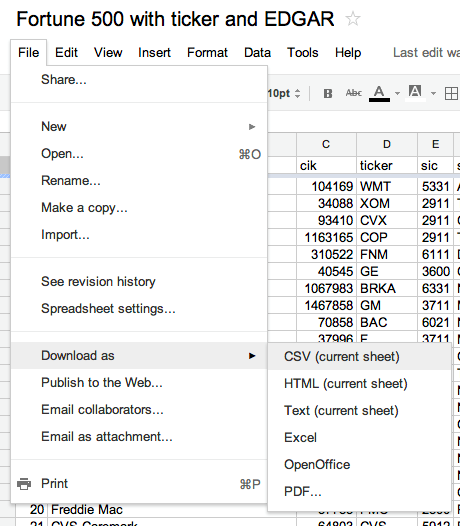 Fortune 500 with ticker and EDGAR
File Edit View Insert Format Data Tools Help Last edit wa
10pt B Abc A A
Share...
New
Open... ⌘O
Rename...
Make a copy...
Import...
See revision history
Spreadsheet settings...
Download as
Publish to the Web...
Email collaborators...
Email as attachment...
Print ⌘P
CSV (current sheet)
HTML (current sheet)
Text (current sheet)
Excel
OpenOffice
PDF...
C D E
cik ticker sic
104169 WMT 5331
34088 XOM 2911
93410 CVX 2911
1163165 COP 2911
310522 FNM 6111
40545 GE 3600
1067983 BRKA 6331
1467858 GM 3711
70858 BAC 6021
37996 F 3711
20 Freddie Mac
21 CVS Caremark 64803 CVS 5912